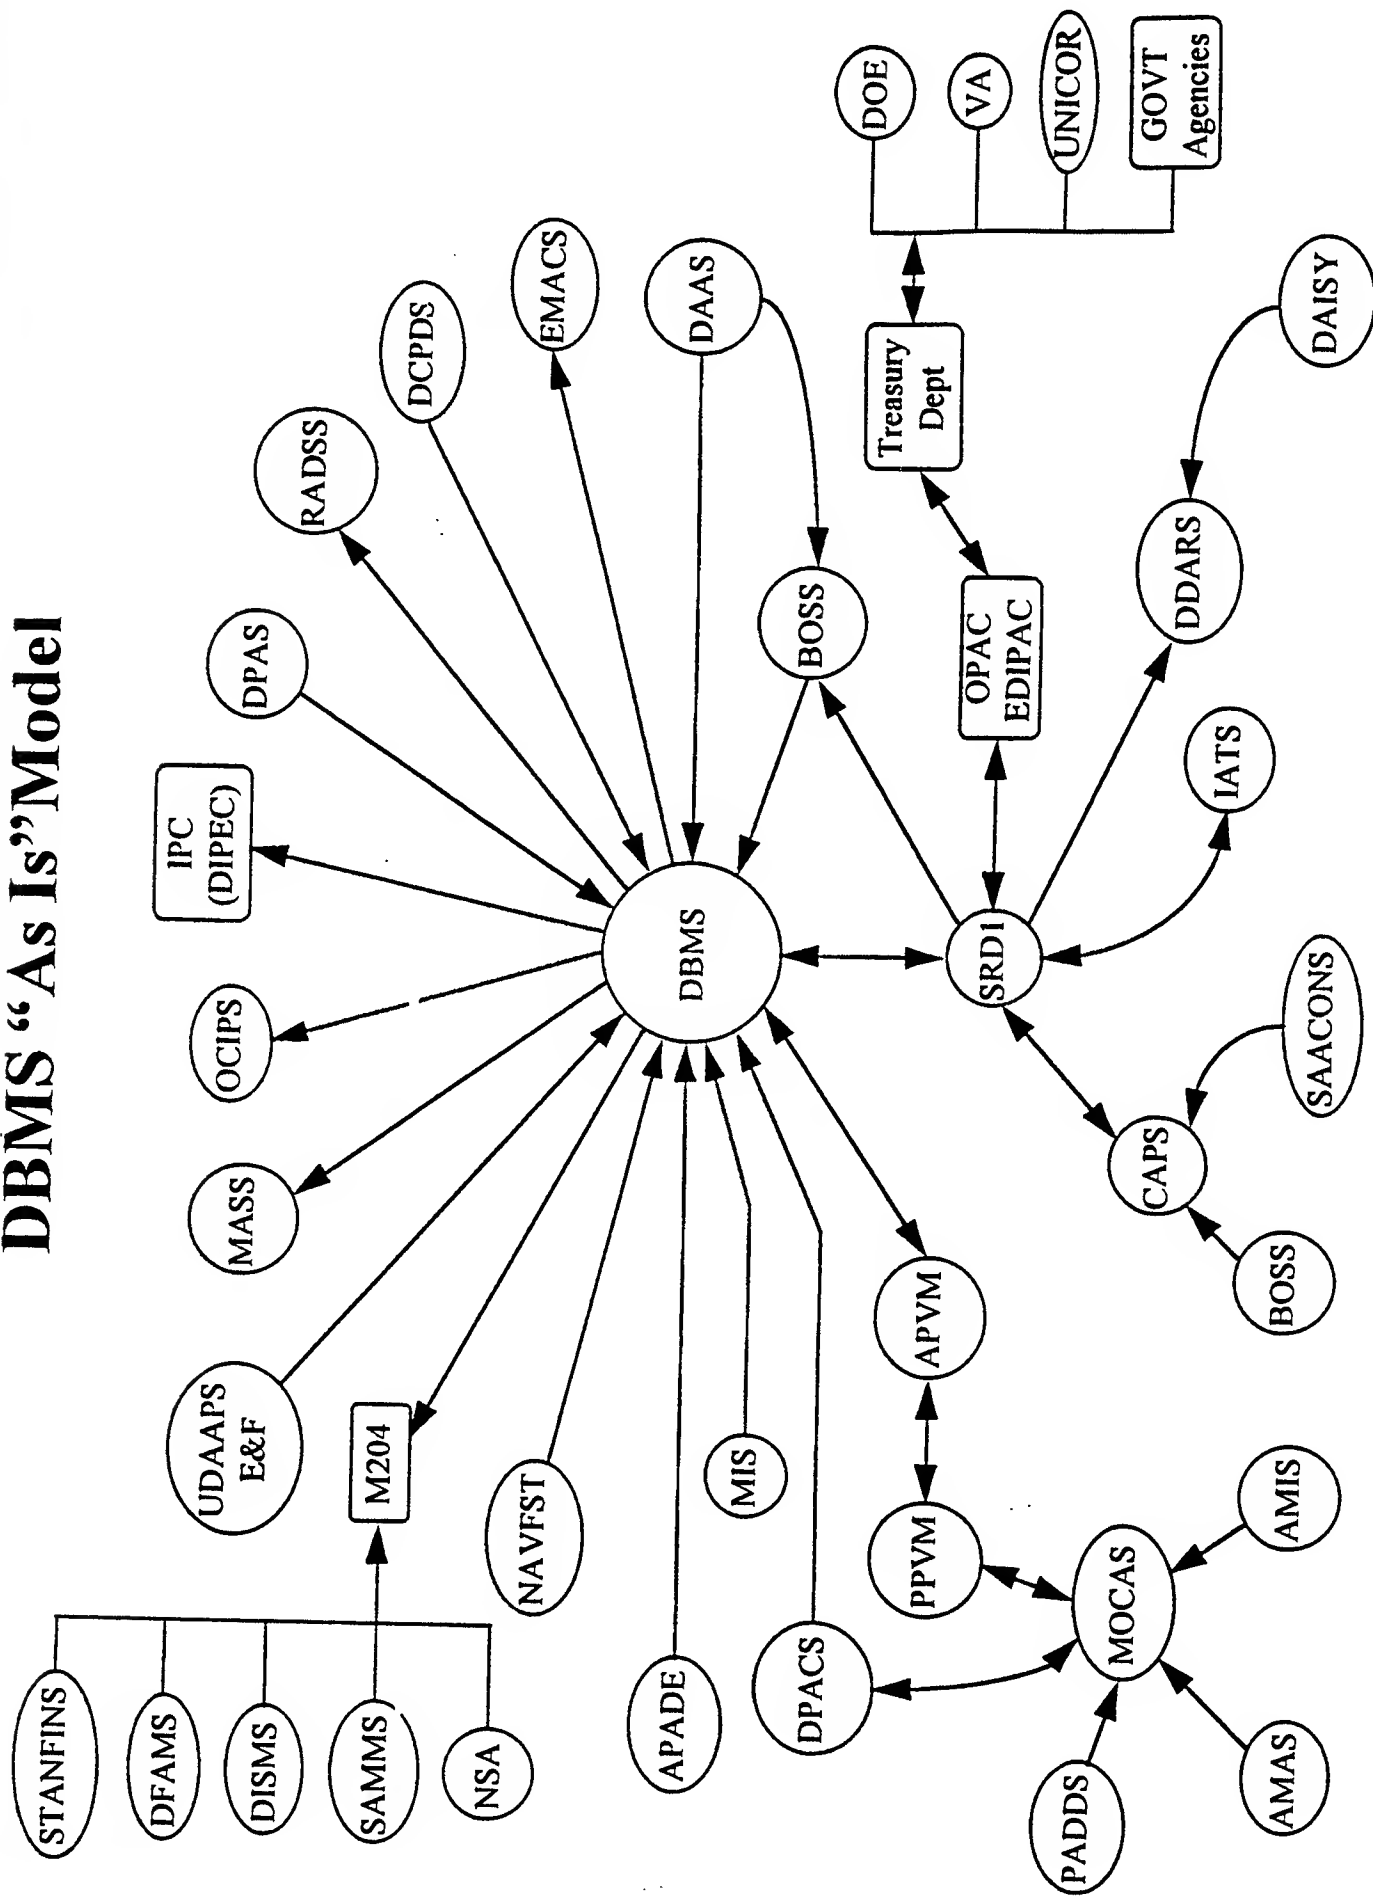 DBMS “As Is”Model
STANFINS
DFAMS
DISMS
SAMMS
NSA
UDAAPS
E&F
M204
MASS
OCIPS
IPC
(DIPEC)
DPAS
RADSS
DCPDS
EMACS
DAAS
NAVFST
APADE
MIS
DPACS
DBMS
BOSS
PPVM
APVM
SRD1
OPAC
EDIPAC
Treasury
Dept
DOE
VA
UNICOR
GOVT
Agencies
PADDS
MOCAS
AMAS
AMIS
BOSS
CAPS
SAACONS
IATS
DDARS
DAISY